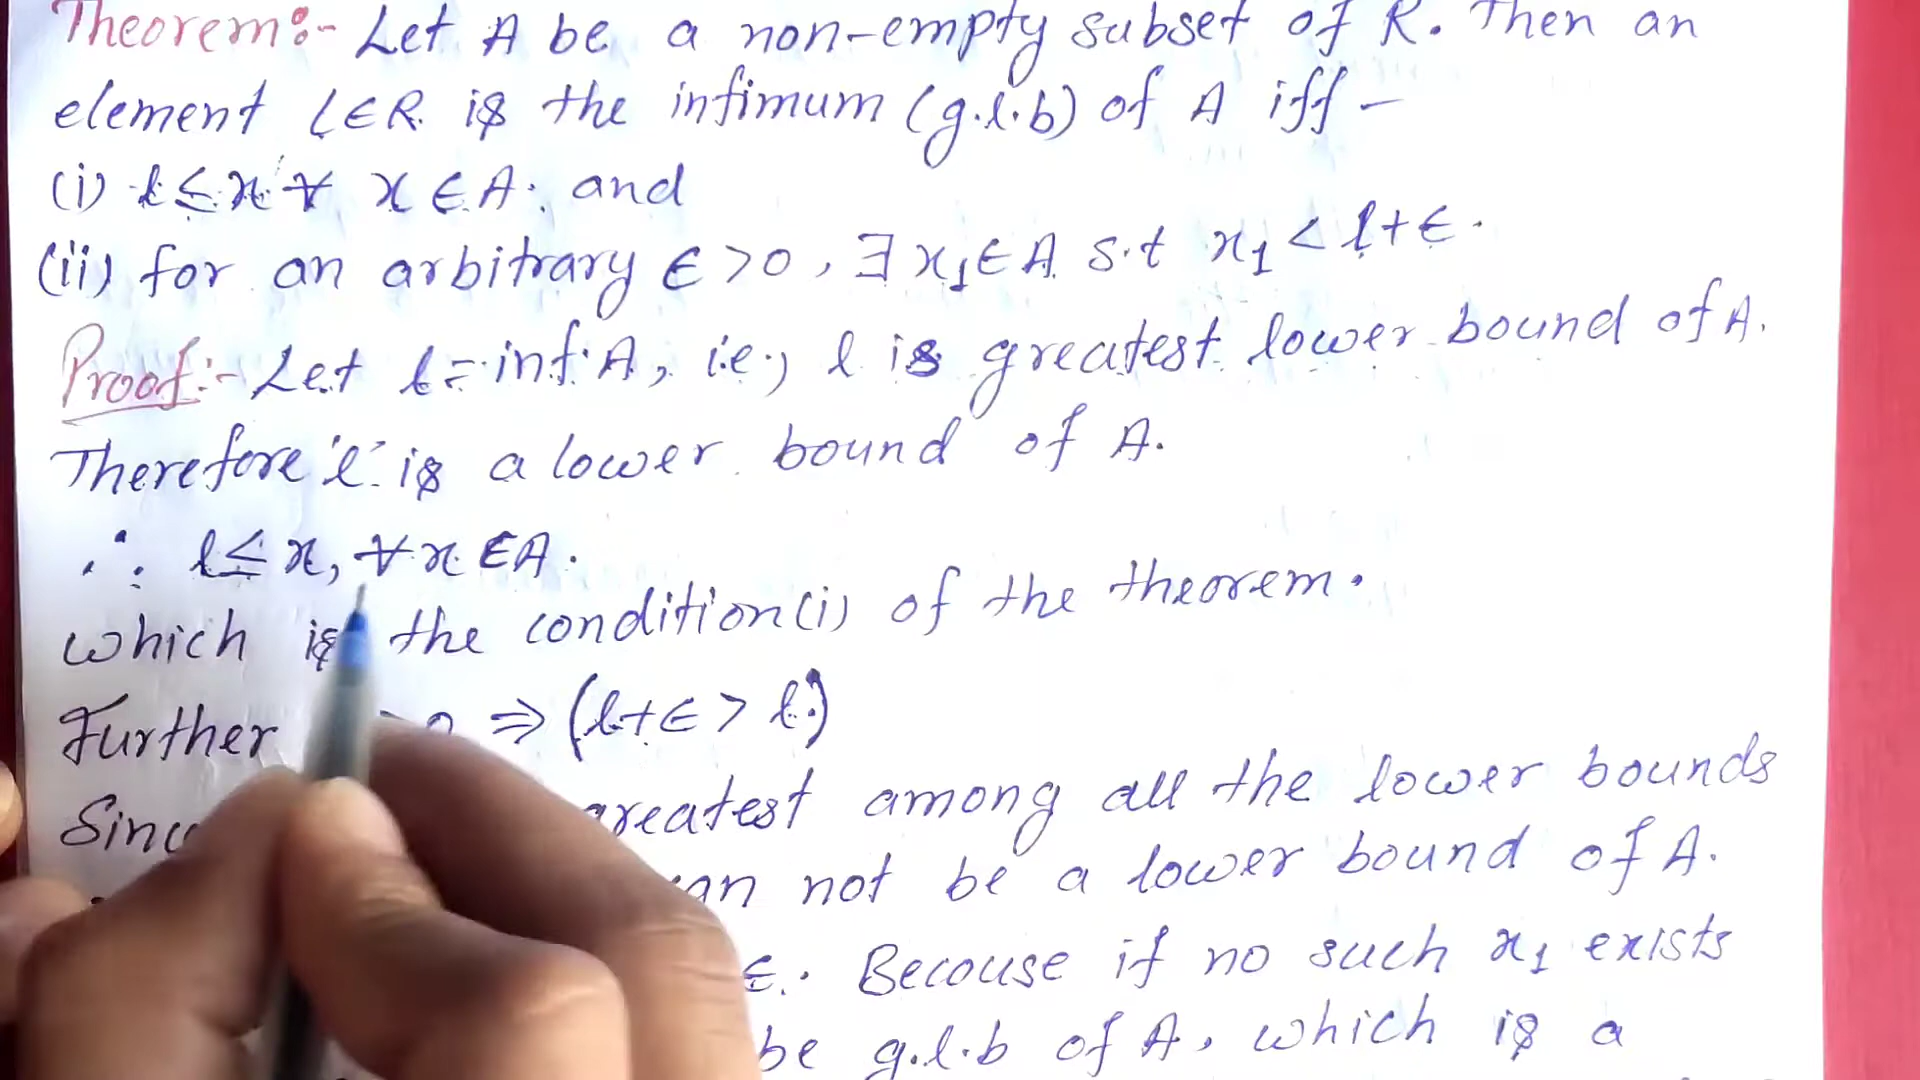 Theorem:- Let A be a non-empty subset of R. Then an
element l∈R is the infimum (g.l.b) of A iff -
(i) l≤x ∀ x∈A. and
(ii) for an arbitrary ∈>0, ∃ x₁∈A s.t x₁<l+∈.
Proof:- Let l=inf.A, i.e., l is greatest lower bound of A.
Therefore 'l' is a lower bound of A.
∴ l≤x, ∀x∈A.
which is the condition(i) of the theorem.
Further ⇒ (l+∈>l.)
greatest among all the lower bounds
not be a lower bound of A.
∈. Becouse if no such x₁ exists
be g.l.b of A, which is a